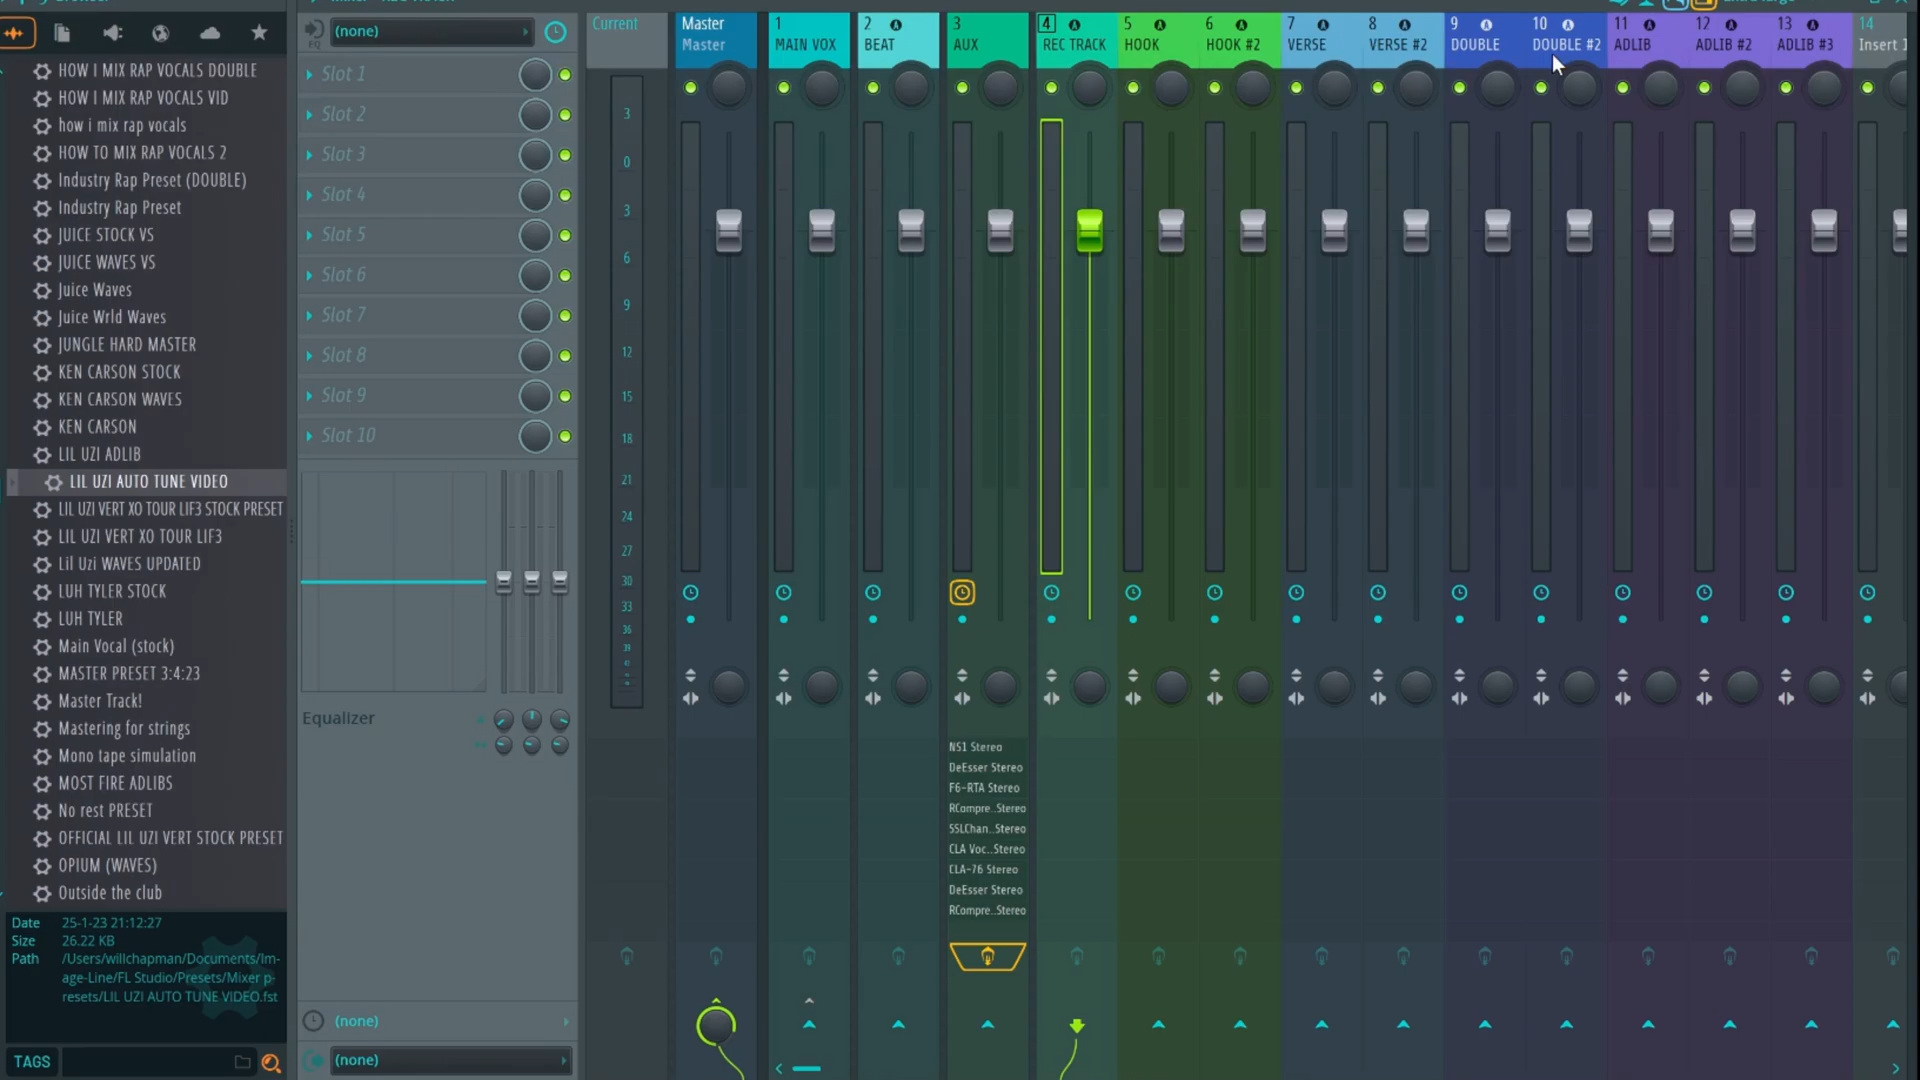 Current
Master
Master
1
MAIN VOX
2
BEAT
3
AUX
4
REC TRACK
5
HOOK
6
HOOK #2
7
VERSE
8
VERSE #2
9
DOUBLE
10
DOUBLE #2
11
ADLIB
12
ADLIB #2
13
ADLIB #3
14
EQ
(none)
HOW I MIX RAP VOCALS DOUBLE
HOW I MIX RAP VOCALS VID
how i mix rap vocals
HOW TO MIX RAP VOCALS 2
Industry Rap Preset (DOUBLE)
Industry Rap Preset
JUICE STOCK VS
JUICE WAVES VS
Juice Waves
Juice Wrld Waves
JUNGLE HARD MASTER
KEN CARSON STOCK
KEN CARSON WAVES
KEN CARSON
LIL UZI ADLIB
LIL UZI AUTO TUNE VIDEO
LIL UZI VERT XO TOUR LIF3 STOCK PRESET
LIL UZI VERT XO TOUR LIF3
Lil Uzi WAVES UPDATED
LUH TYLER STOCK
LUH TYLER
Main Vocal (stock)
MASTER PRESET 3:4:23
Master Track!
Mastering for strings
Mono tape simulation
MOST FIRE ADLIBS
No rest PRESET
OFFICIAL LIL UZI VERT STOCK PRESET
OPIUM (WAVES)
Outside the club
Date 25-1-23 21:12:27
Size 26.22 KB
Path /Users/willchapman/Documents/Im-
age-Line/FL Studio/Presets/Mixer p-
resets/LIL UZI AUTO TUNE VIDEO.fst
TAGS
Slot 1
Slot 2
Slot 3
Slot 4
Slot 5
Slot 6
Slot 7
Slot 8
Slot 9
Slot 10
Equalizer
(none)
(none)
3
0
3
6
9
12
15
18
21
24
27
30
33
36
NS1 Stereo
DeEsser Stereo
F6-RTA Stereo
RCompre..Stereo
SSLChan..Stereo
CLA Voc..Stereo
CLA-76 Stereo
DeEsser Stereo
RCompre..Stereo